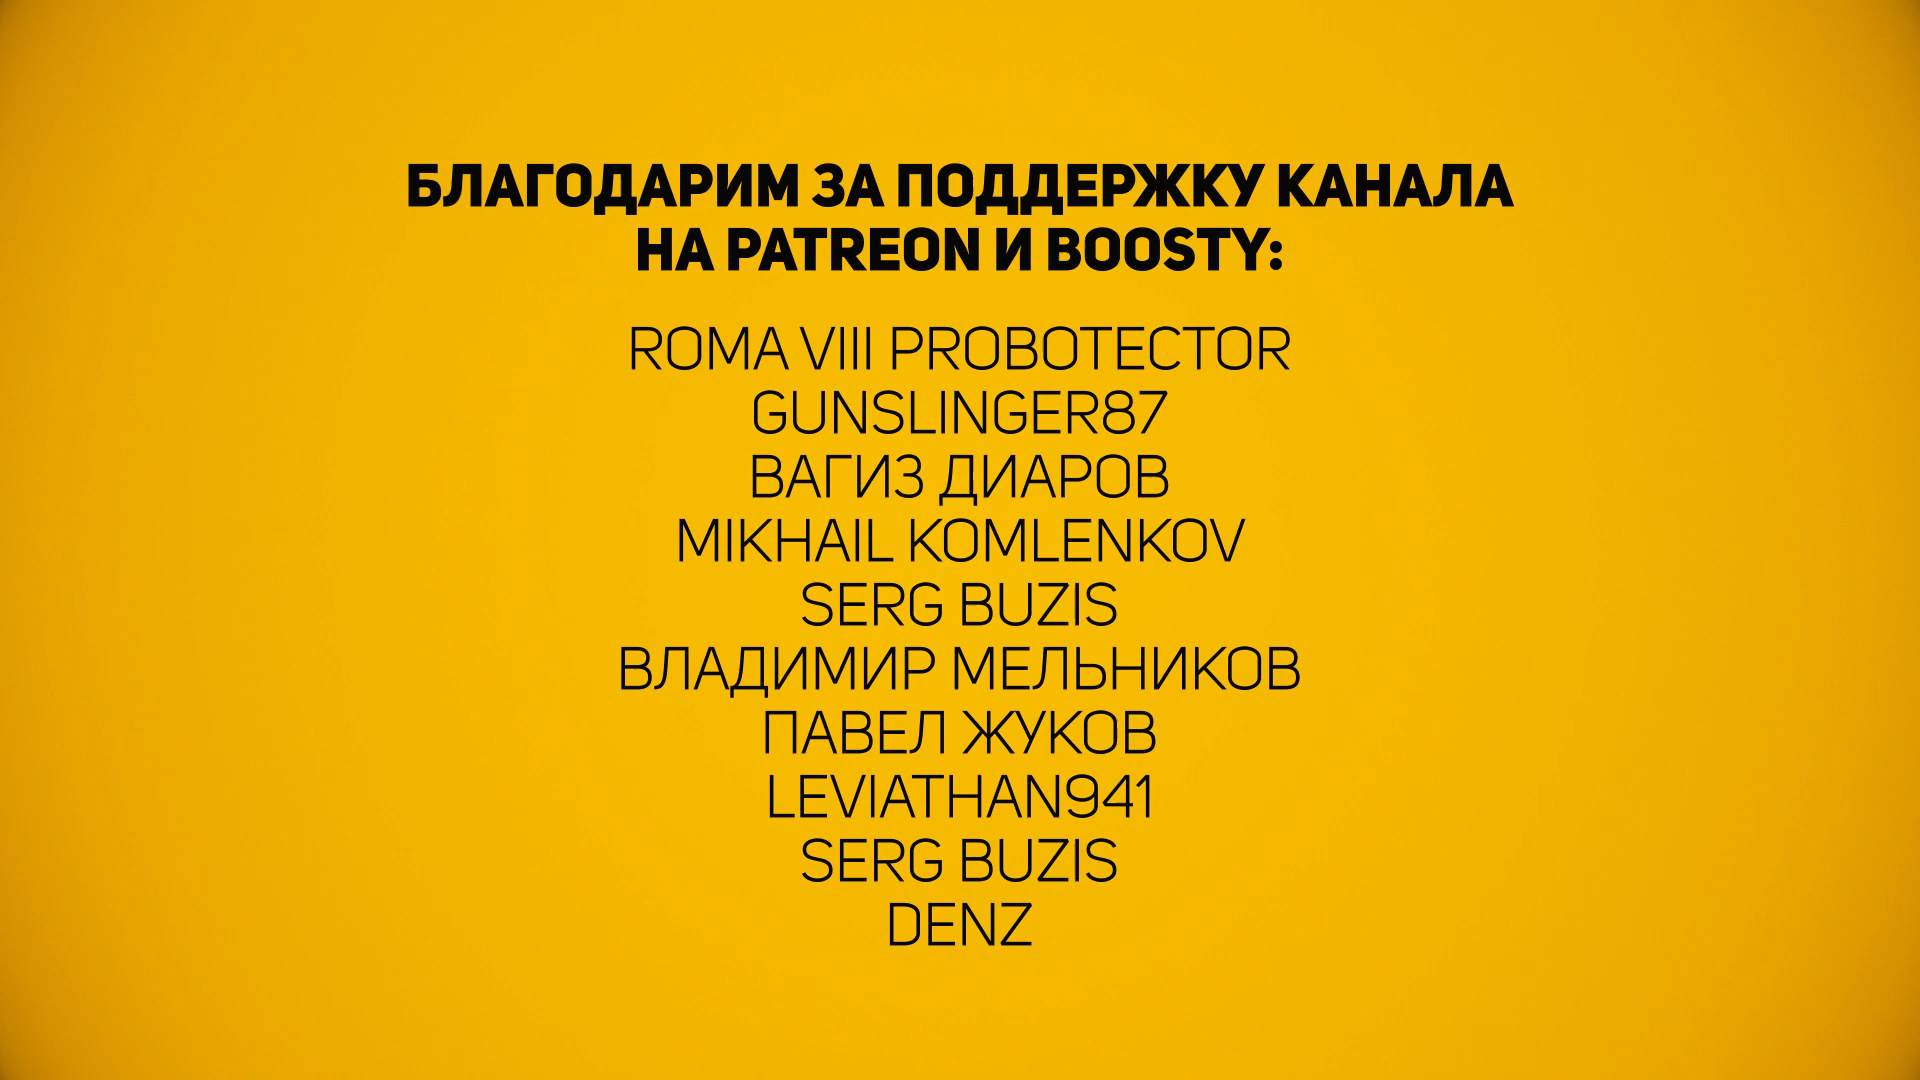 БЛАГОДАРИМ ЗА ПОДДЕРЖКУ КАНАЛА
НА PATREON И BOOSTY:
ROMA VIII PROBOTECTOR
GUNSLINGER87
ВАГИЗ ДИАРОВ
MIKHAIL KOMLENKOV
SERG BUZIS
ВЛАДИМИР МЕЛЬНИКОВ
ПАВЕЛ ЖУКОВ
LEVIATHAN941
SERG BUZIS
DENZ